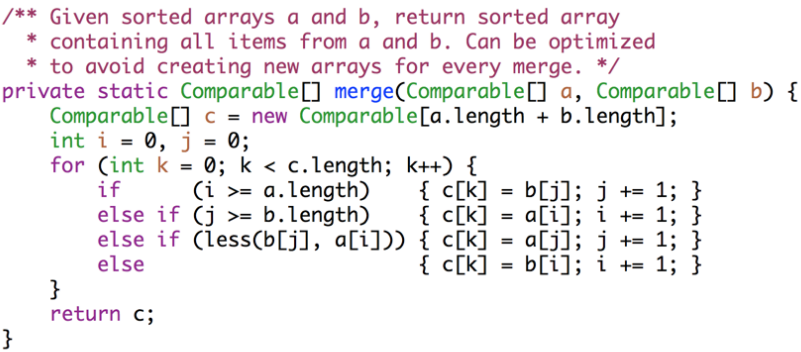 /** Given sorted arrays a and b, return sorted array
  * containing all items from a and b. Can be optimized
  * to avoid creating new arrays for every merge. */
private static Comparable[] merge(Comparable[] a, Comparable[] b) {
    Comparable[] c = new Comparable[a.length + b.length];
    int i = 0, j = 0;
    for (int k = 0; k < c.length; k++) {
        if      (i >= a.length)    { c[k] = b[j]; j += 1; }
        else if (j >= b.length)    { c[k] = a[i]; i += 1; }
        else if (less(b[j], a[i])) { c[k] = a[j]; j += 1; }
        else                       { c[k] = b[i]; i += 1; }
    }
    return c;
}